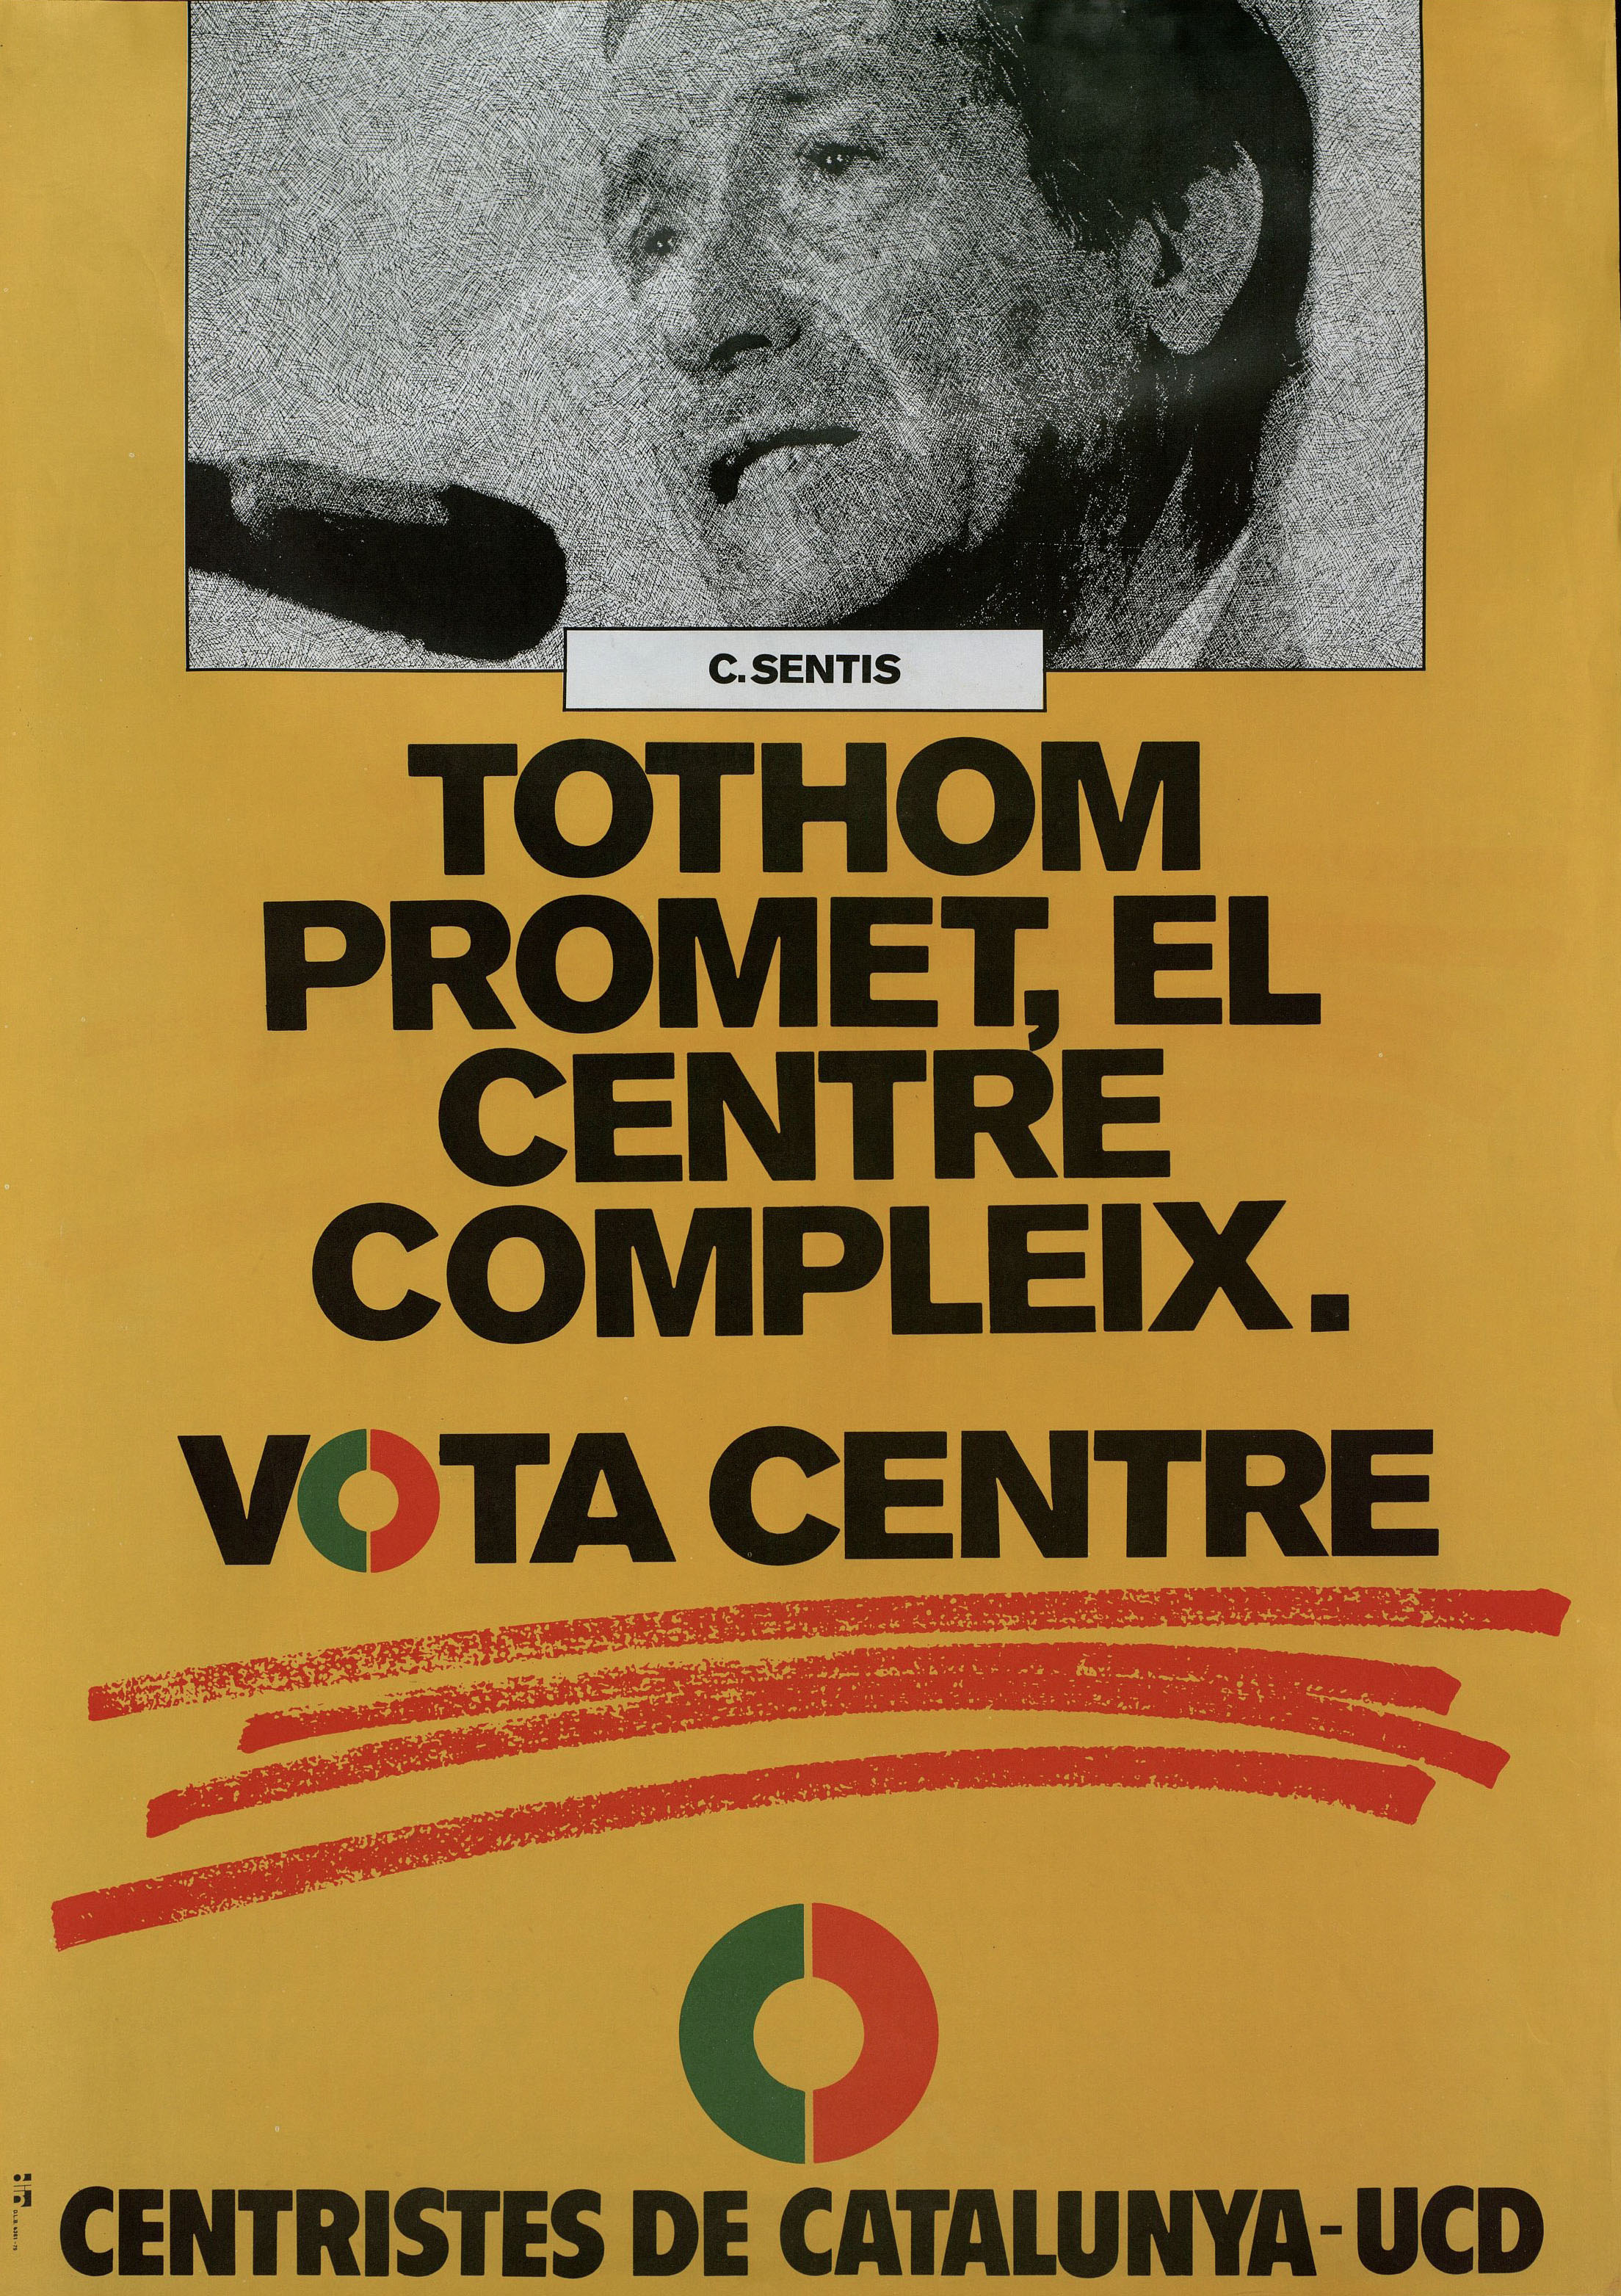 C. SENTIS
TOTHOM
PROMET, EL
CENTRE
COMPLEIX.
VOTA CENTRE
CENTRISTES DE CATALUNYA-UCD